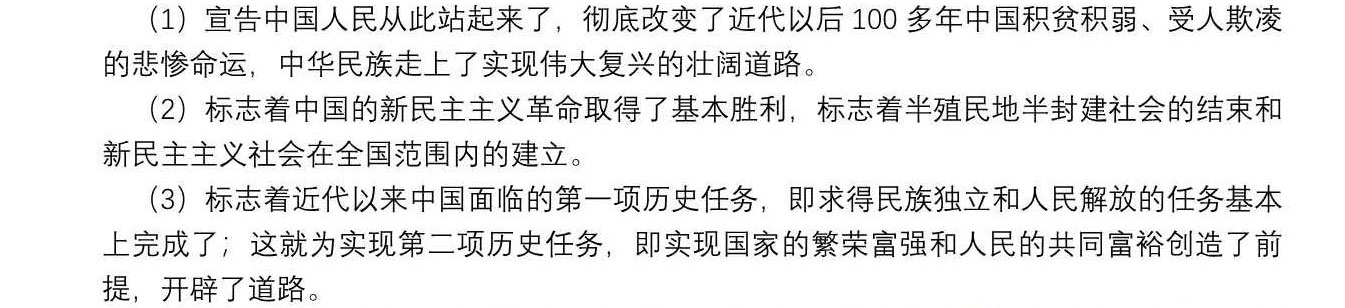 （1）宣告中国人民从此站起来了，彻底改变了近代以后 100 多年中国积贫积弱、受人欺凌
的悲惨命运，中华民族走上了实现伟大复兴的壮阔道路。
（2）标志着中国的新民主主义革命取得了基本胜利，标志着半殖民地半封建社会的结束和
新民主主义社会在全国范围内的建立。
（3）标志着近代以来中国面临的第一项历史任务，即求得民族独立和人民解放的任务基本
上完成了；这就为实现第二项历史任务，即实现国家的繁荣富强和人民的共同富裕创造了前
提，开辟了道路。